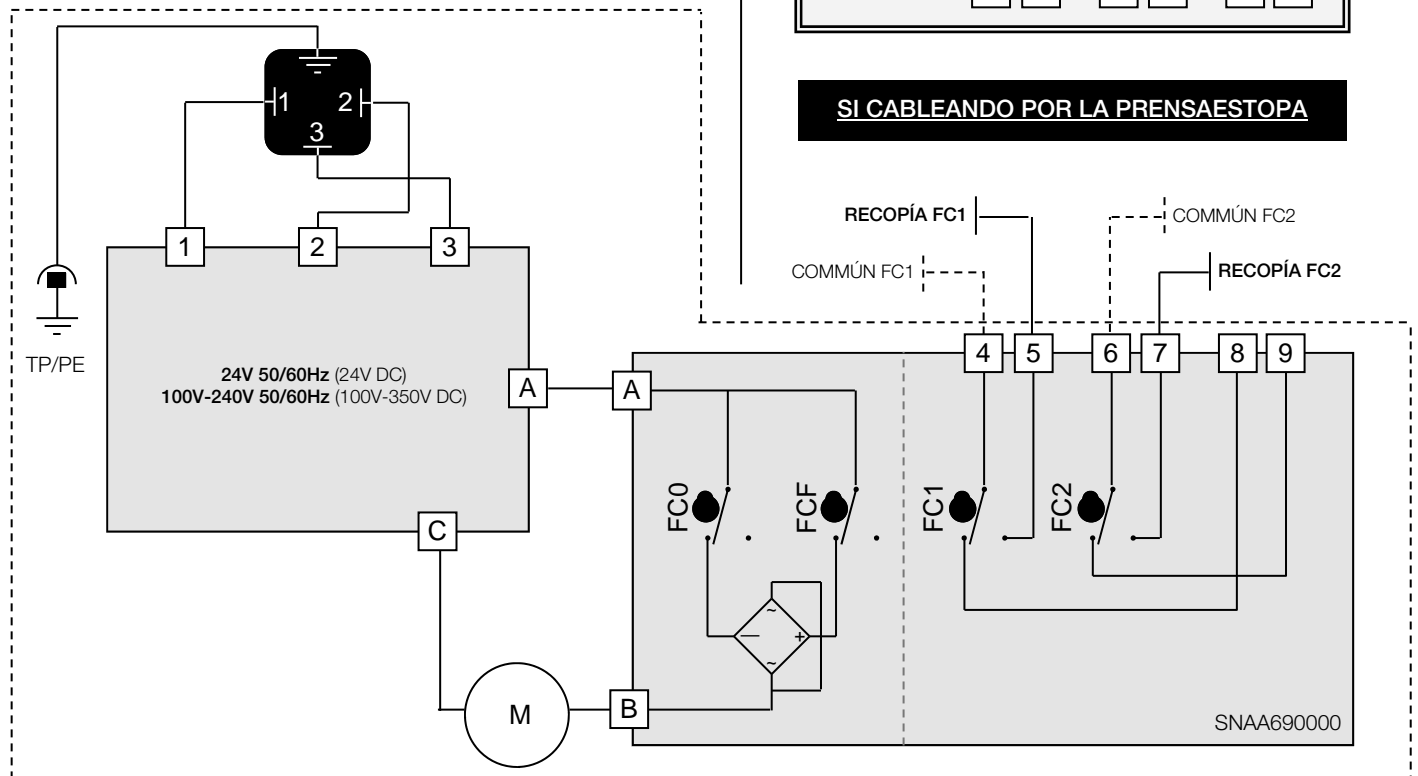 SI CABLEANDO POR LA PRENSAESTOPA
1
2
3
RECOPÍA FC1
COMMÚN FC2
COMMÚN FC1
RECOPÍA FC2
1
2
3
4
5
6
7
8
9
TP/PE
24V 50/60Hz (24V DC)
100V-240V 50/60Hz (100V-350V DC)
A
A
FC0
FCF
FC1
FC2
C
~
— +
~
M
B
SNAA690000